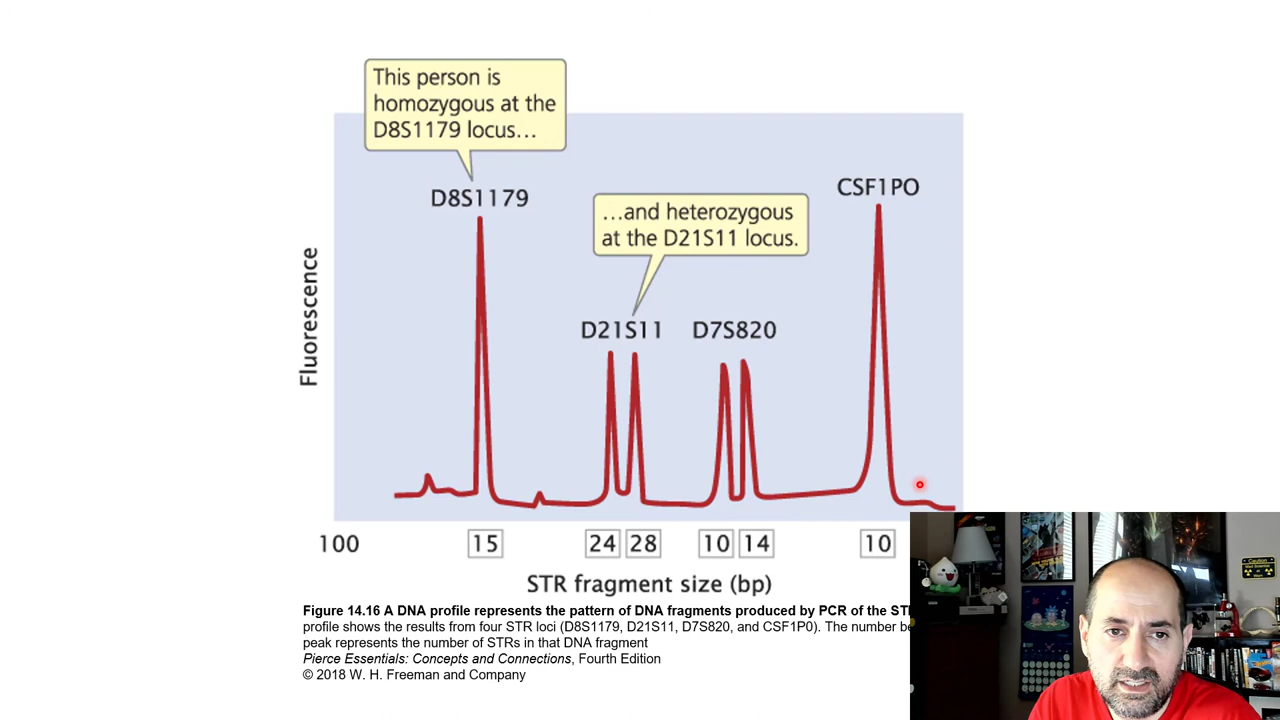 This person is
homozygous at the
D8S1179 locus...
D8S1179
CSF1PO
...and heterozygous
at the D21S11 locus.
D21S11 D7S820
Fluorescence
100 15 24 28 10 14 10
STR fragment size (bp)
Figure 14.16 A DNA profile represents the pattern of DNA fragments produced by PCR of the
profile shows the results from four STR loci (D8S1179, D21S11, D7S820, and CSF1P0). The number
peak represents the number of STRs in that DNA fragment
Pierce Essentials: Concepts and Connections, Fourth Edition
© 2018 W. H. Freeman and Company
Caution